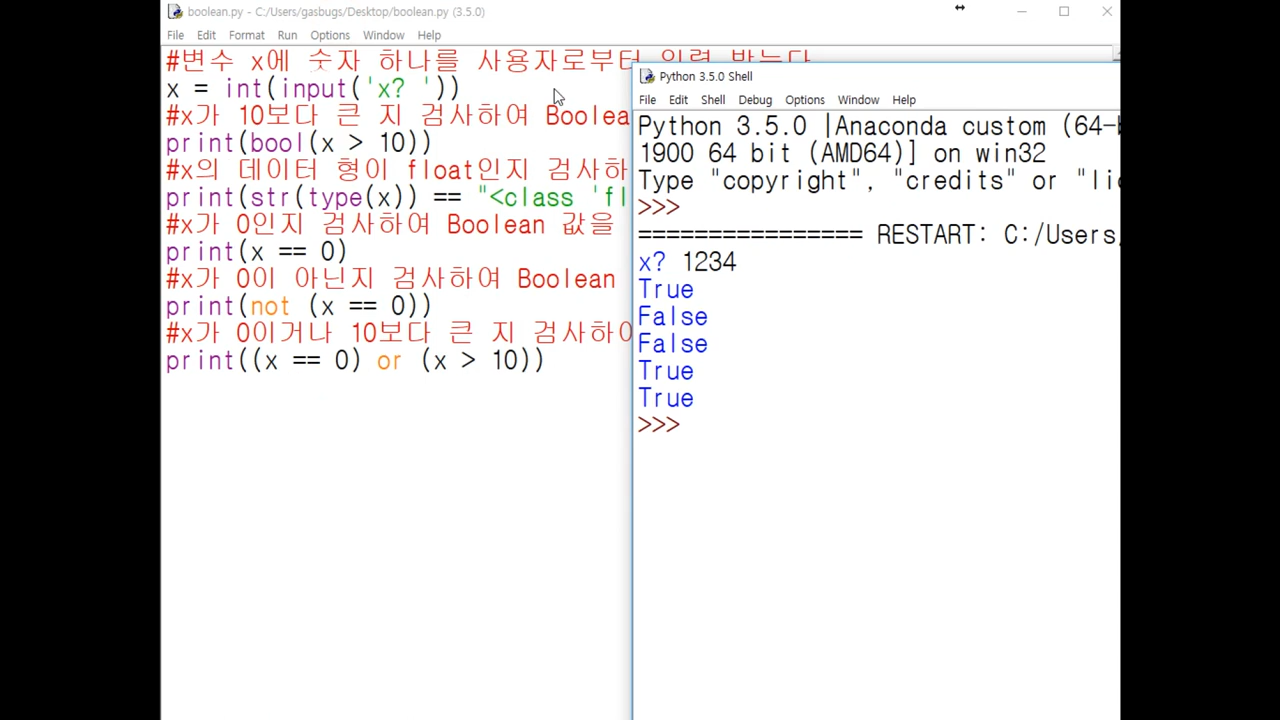 boolean.py - C:/Users/gasbugs/Desktop/boolean.py (3.5.0)
File Edit Format Run Options Window Help
#변수 x에 숫자 하나를 사용자로부터 입력 받는다
x = int(input('x? '))
#x가 10보다 큰 지 검사하여 Boolea
print(bool(x > 10))
#x의 데이터 형이 float인지 검사하
print(str(type(x)) == "<class 'fl
#x가 0인지 검사하여 Boolean 값을
print(x == 0)
#x가 0이 아닌지 검사하여 Boolean
print(not (x == 0))
#x가 0이거나 10보다 큰 지 검사하여
print((x == 0) or (x > 10))
Python 3.5.0 Shell
File Edit Shell Debug Options Window Help
Python 3.5.0 |Anaconda custom (64-b
1900 64 bit (AMD64)] on win32
Type "copyright", "credits" or "lic
>>>
================ RESTART: C:/Users/
x? 1234
True
False
False
True
True
>>>